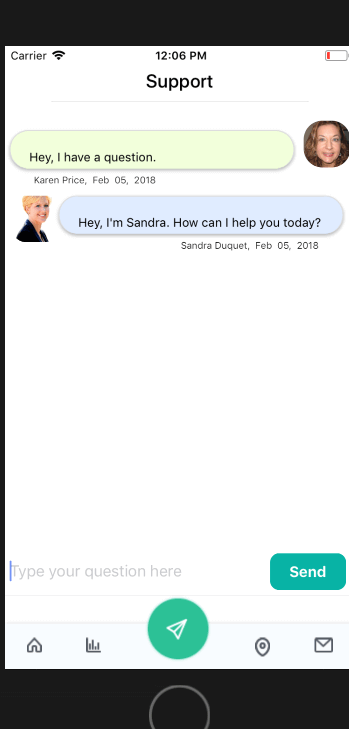 Carrier 12:06 PM
Support
Hey, I have a question.
Karen Price, Feb 05, 2018
Hey, I'm Sandra. How can I help you today?
Sandra Duquet, Feb 05, 2018
Type your question here Send